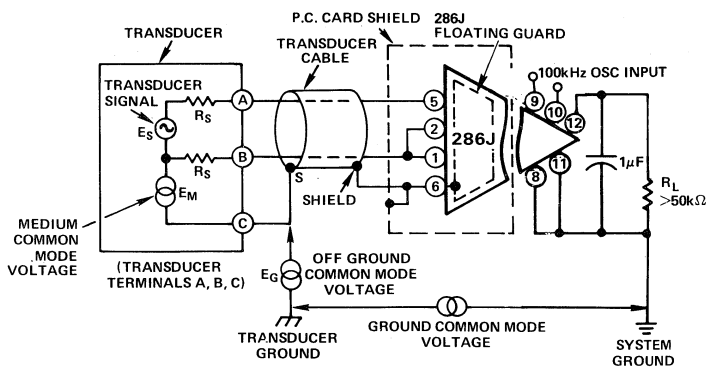 P.C. CARD SHIELD
286J
FLOATING GUARD
TRANSDUCER
TRANSDUCER
CABLE
TRANSDUCER
SIGNAL
ES
RS
A
RS
B
EM
C
MEDIUM
COMMON
MODE
VOLTAGE
(TRANSDUCER
TERMINALS A, B, C)
S
SHIELD
5
2
1
6
286J
100kHz OSC INPUT
9
10
12
8
11
1µF
RL
>50kΩ
EG
OFF GROUND
COMMON MODE
VOLTAGE
TRANSDUCER
GROUND
GROUND COMMON MODE
VOLTAGE
SYSTEM
GROUND